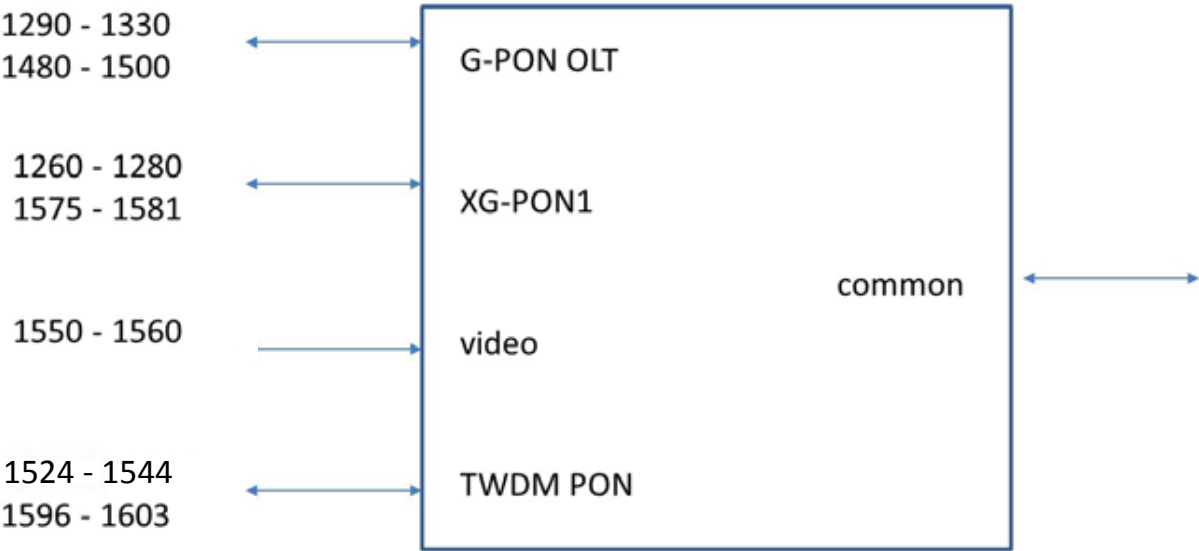 1290 - 1330
1480 - 1500
G-PON OLT
1260 - 1280
1575 - 1581
XG-PON1
common
1550 - 1560
video
1524 - 1544
1596 - 1603
TWDM PON